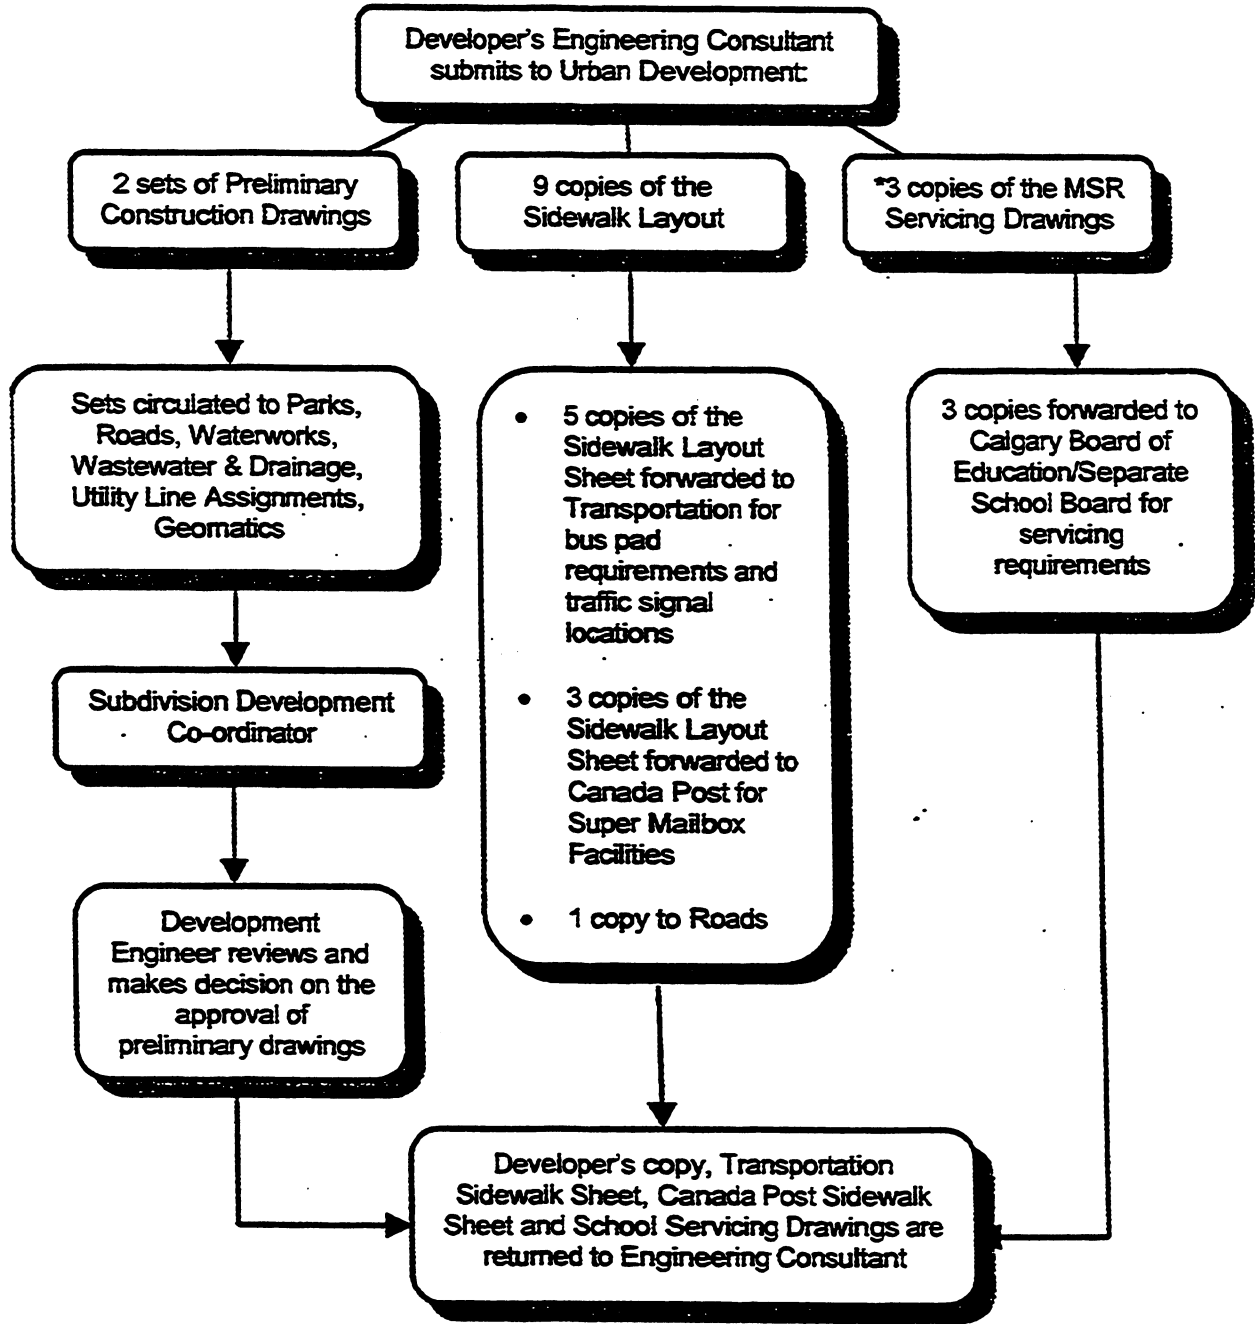 Developer's Engineering Consultant
submits to Urban Development:
2 sets of Preliminary
Construction Drawings
9 copies of the
Sidewalk Layout
*3 copies of the MSR
Servicing Drawings
Sets circulated to Parks,
Roads, Waterworks,
Wastewater & Drainage,
Utility Line Assignments,
Geomatics
• 5 copies of the
Sidewalk Layout
Sheet forwarded to
Transportation for
bus pad
requirements and
traffic signal
locations
• 3 copies of the
Sidewalk Layout
Sheet forwarded to
Canada Post for
Super Mailbox
Facilities
• 1 copy to Roads
3 copies forwarded to
Calgary Board of
Education/Separate
School Board for
servicing
requirements
Subdivision Development
Co-ordinator
Development
Engineer reviews and
makes decision on the
approval of
preliminary drawings
Developer's copy, Transportation
Sidewalk Sheet, Canada Post Sidewalk
Sheet and School Servicing Drawings are
returned to Engineering Consultant